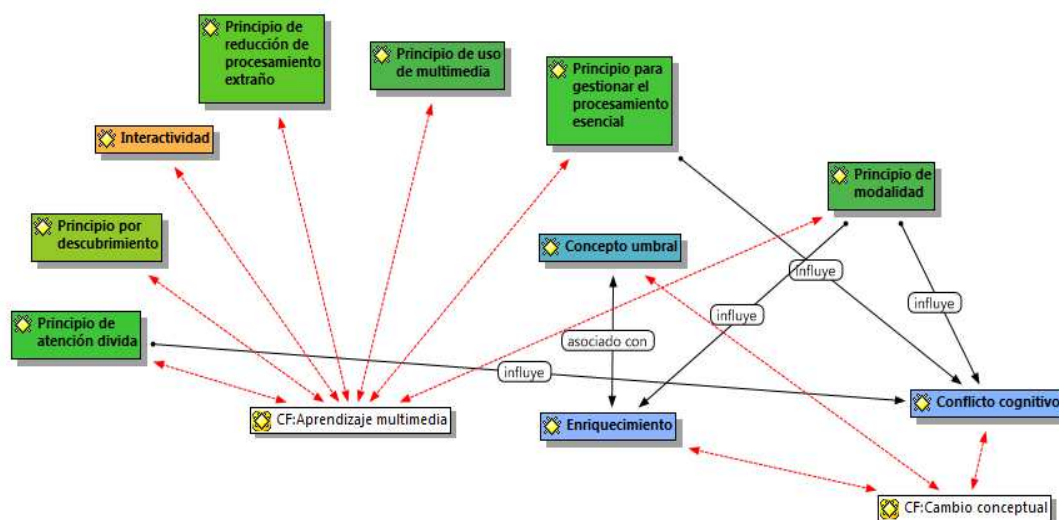 Principio de
reducción de
procesamiento
extraño
Principio de uso
de multimedia
Principio para
gestionar el
procesamiento
esencial
Interactividad
Principio de
modalidad
Principio por
descubrimiento
Concepto umbral
influye
influye
influye
Principio de
atención divida
asociado con
influye
CF:Aprendizaje multimedia
Enriquecimiento
Conflicto cognitivo
CF:Cambio conceptual